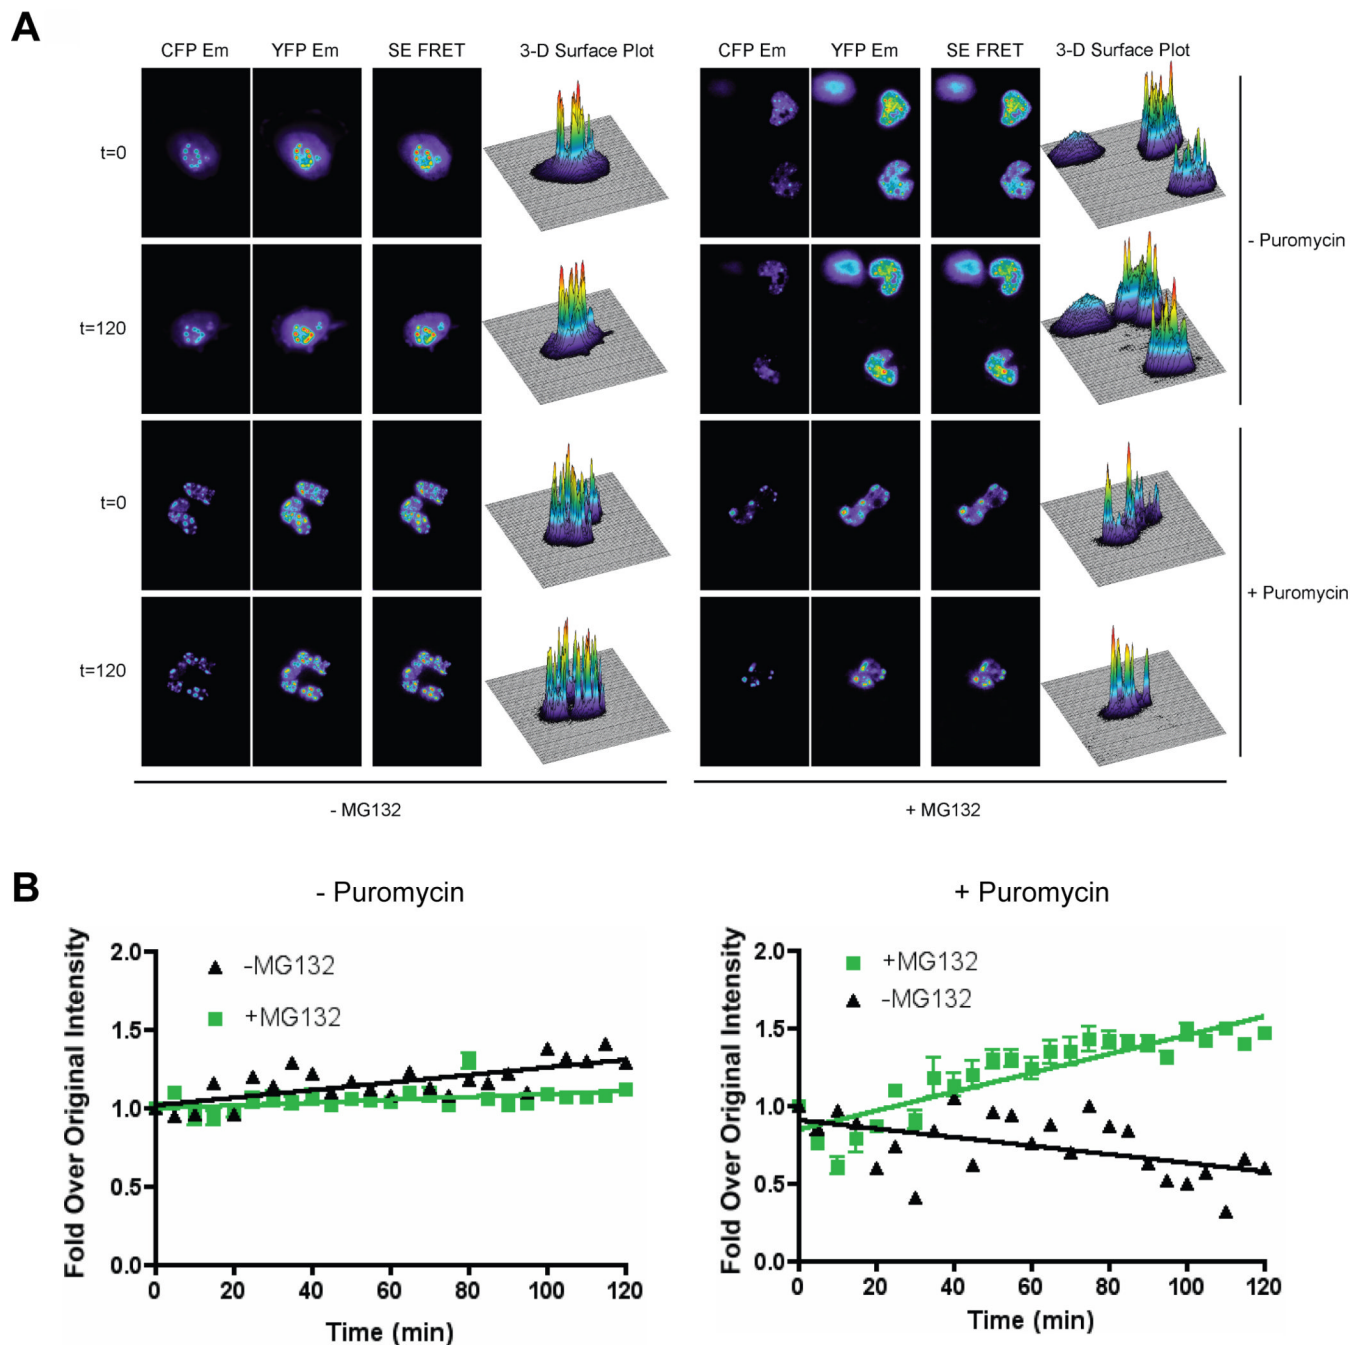 A
CFP Em YFP Em SE FRET 3-D Surface Plot CFP Em YFP Em SE FRET 3-D Surface Plot
t=0
- Puromycin
t=120
t=0
+ Puromycin
t=120
- MG132 + MG132
B
- Puromycin + Puromycin
Fold Over Original Intensity
2.0
1.5
1.0
0.5
0.0
-MG132
+MG132
0 20 40 60 80 100 120
Time (min)
Fold Over Original Intensity
2.0
1.5
1.0
0.5
0.0
+MG132
-MG132
0 20 40 60 80 100 120
Time (min)